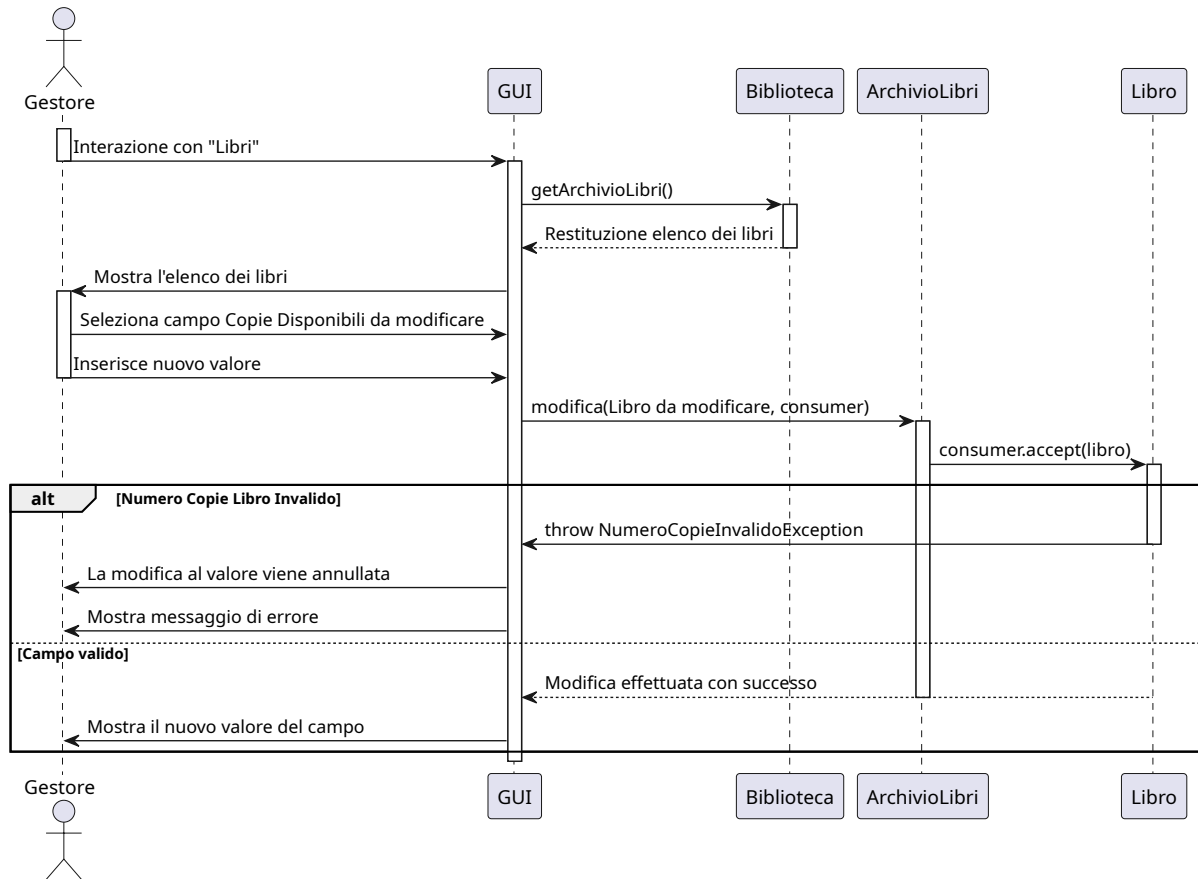 Gestore
GUI
Biblioteca
ArchivioLibri
Libro
Interazione con "Libri"
getArchivioLibri()
Restituzione elenco dei libri
Mostra l'elenco dei libri
Seleziona campo Copie Disponibili da modificare
Inserisce nuovo valore
modifica(Libro da modificare, consumer)
consumer.accept(libro)
alt [Numero Copie Libro Invalido]
throw NumeroCopieInvalidoException
La modifica al valore viene annullata
Mostra messaggio di errore
[Campo valido]
Modifica effettuata con successo
Mostra il nuovo valore del campo
Gestore
GUI
Biblioteca
ArchivioLibri
Libro